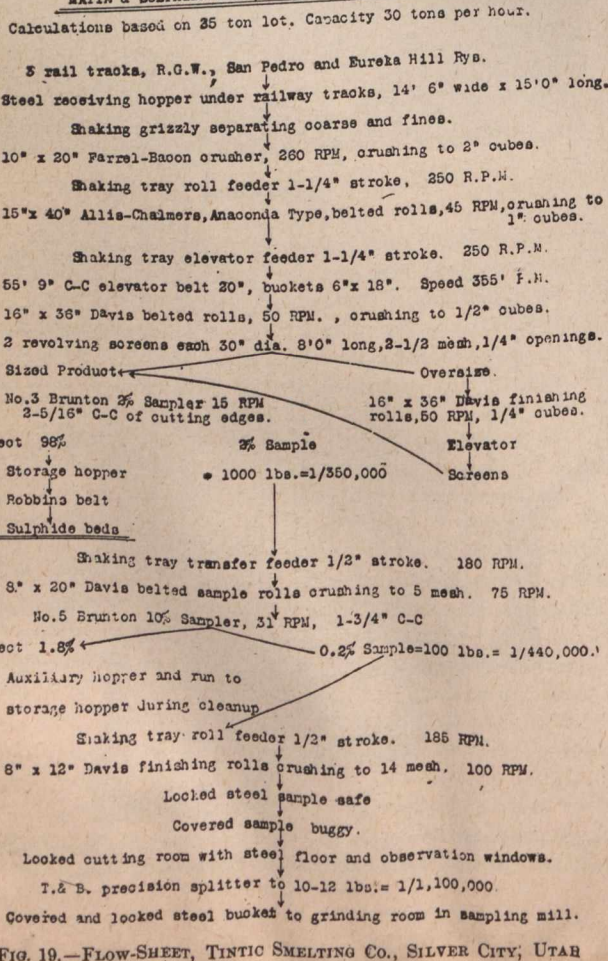 Calculations based on 25 ton lot. Capacity 30 tons per hour.
3 rail tracks, R.G.W., San Pedro and Eureka Hill Rys.
Steel receiving hopper under railway tracks, 14' 6" wide x 15'0" long.
Shaking grizzly separating coarse and fines.
10" x 20" Farrel-Bacon crusher, 260 RPM, crushing to 2" cubes.
Shaking tray roll feeder 1-1/4" stroke, 250 R.P.M.
15"x 40" Allis-Chalmers, Anaconda Type, belted rolls, 45 RPM, crushing to
1" cubes.
Shaking tray elevator feeder 1-1/4" stroke. 250 R.P.M.
55' 9" C-C elevator belt 20", buckets 6"x 18". Speed 355' F.M.
16" x 36" Davis belted rolls, 50 RPM. , crushing to 1/2" cubes.
2 revolving screens each 30" dia. 8'0" long, 2-1/2 mesh, 1/4" openings.
Sized Product Oversize.
No.3 Brunton 2% Sampler 15 RPM 16" x 36" Davis finishing
2-5/16" C-C of cutting edges. rolls, 50 RPM, 1/4" cubes.
ect 98% 2% Sample Elevator
Storage hopper 1000 lbs.=1/350,000 Screens
Robbins belt
Sulphide beds
Shaking tray transfer feeder 1/2" stroke. 180 RPM.
8." x 20" Davis belted sample rolls crushing to 5 mesh. 75 RPM.
No.5 Brunton 10% Sampler, 31 RPM, 1-3/4" C-C
ect 1.8% 0.2% Sample=100 lbs.= 1/440,000.
Auxiliary hopper and run to
storage hopper during cleanup
Shaking tray roll feeder 1/2" stroke. 185 RPM.
8" x 12" Davis finishing rolls crushing to 14 mesh. 100 RPM.
Locked steel sample safe
Covered sample buggy.
Locked cutting room with steel floor and observation windows.
T.& B. precision splitter to 10-12 lbs.= 1/1,100,000.
Covered and locked steel bucket to grinding room in sampling mill.
FIG. 19.—FLOW-SHEET, TINTIC SMELTING CO., SILVER CITY, UTAH